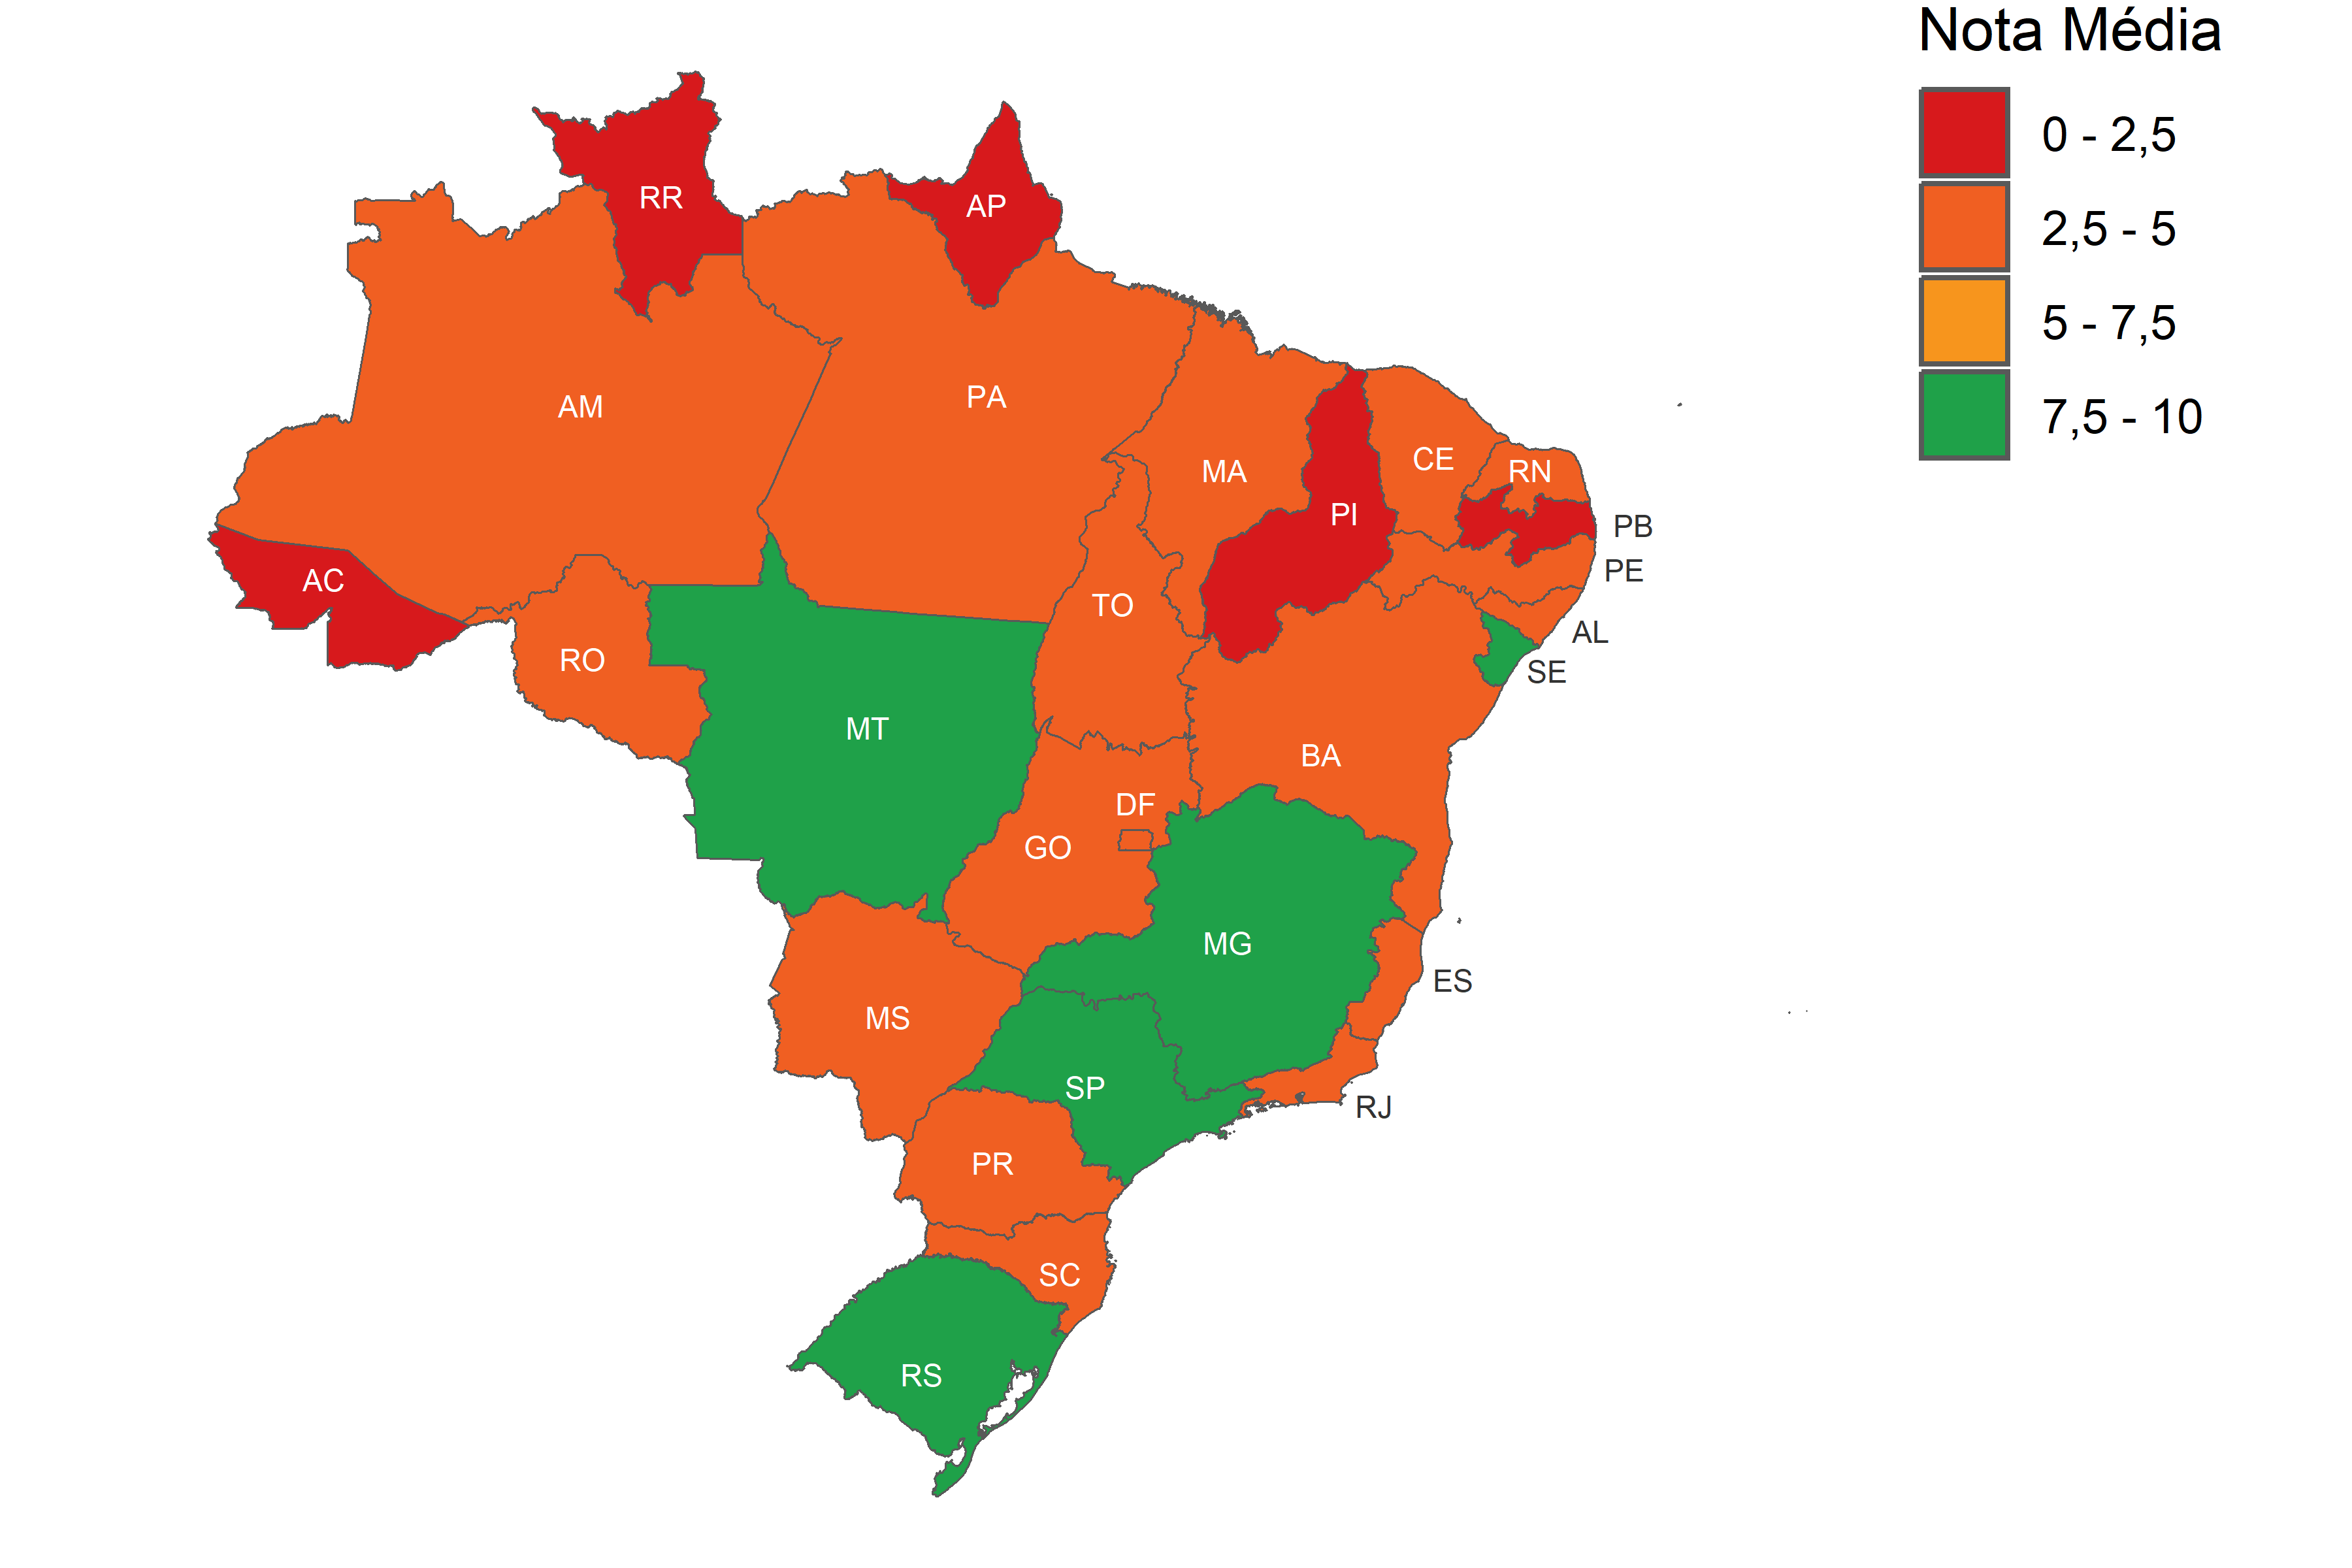 Nota Média
0 - 2,5
2,5 - 5
5 - 7,5
7,5 - 10
RR
AP
AM
PA
MA
CE
RN
PI
PB
PE
AC
TO
AL
RO
SE
MT
BA
DF
GO
MG
ES
MS
SP
RJ
PR
SC
RS